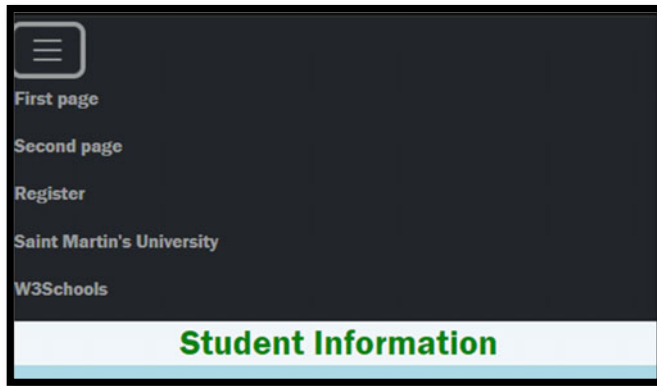 First page
Second page
Register
Saint Martin's University
W3Schools
Student Information